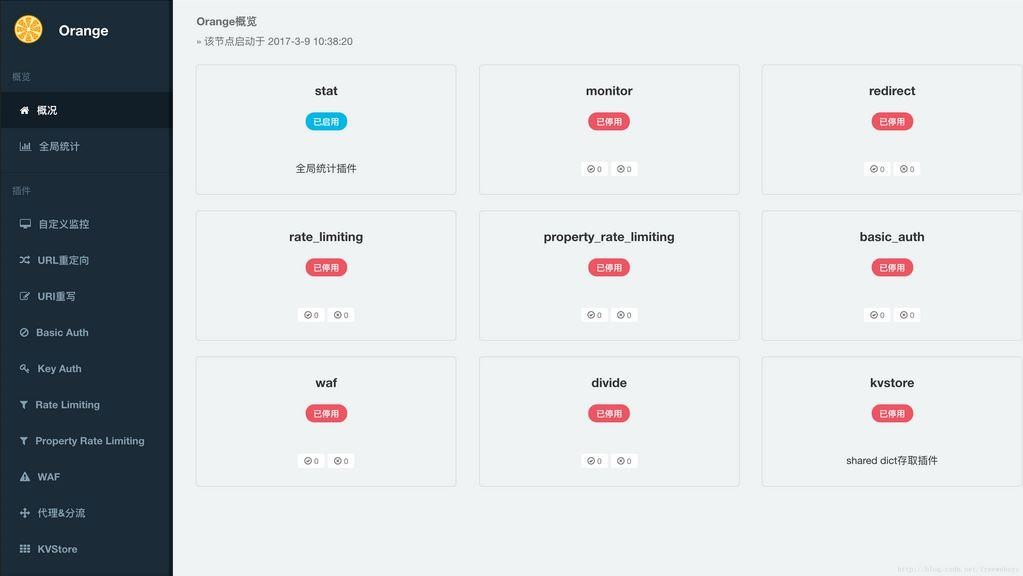 Orange
概览
概况
全局统计
插件
自定义监控
URL重定向
URI重写
Basic Auth
Key Auth
Rate Limiting
Property Rate Limiting
WAF
代理&分流
KVStore
Orange概览
» 该节点启动于 2017-3-9 10:38:20
stat
已启用
全局统计插件
monitor
已停用
0 0
redirect
已停用
0 0
rate_limiting
已停用
0 0
property_rate_limiting
已停用
0 0
basic_auth
已停用
0 0
waf
已停用
0 0
divide
已停用
0 0
kvstore
已停用
shared dict存取插件